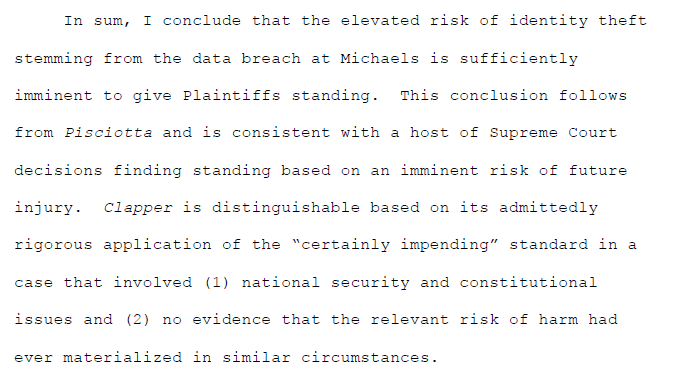 In sum, I conclude that the elevated risk of identity theft
stemming from the data breach at Michaels is sufficiently
imminent to give Plaintiffs standing.  This conclusion follows
from Pisciotta and is consistent with a host of Supreme Court
decisions finding standing based on an imminent risk of future
injury.  Clapper is distinguishable based on its admittedly
rigorous application of the “certainly impending” standard in a
case that involved (1) national security and constitutional
issues and (2) no evidence that the relevant risk of harm had
ever materialized in similar circumstances.